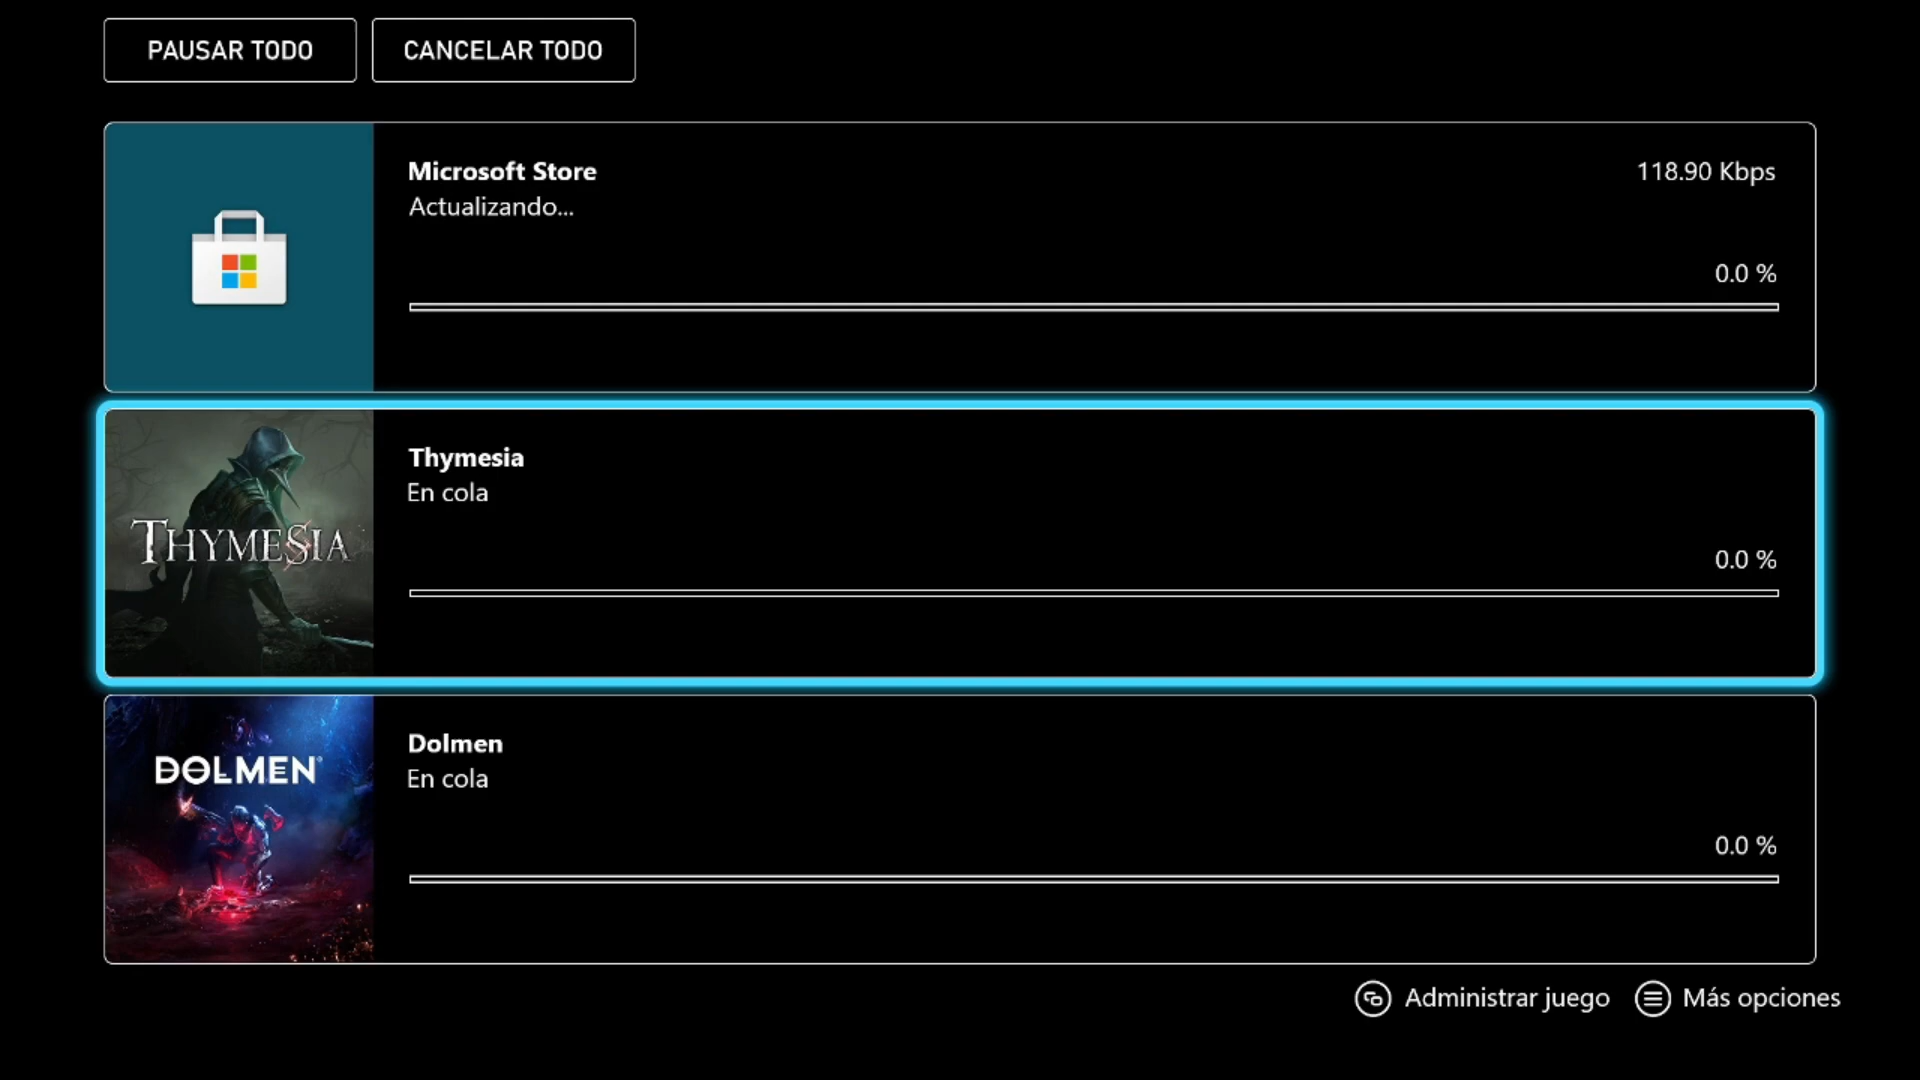 PAUSAR TODO
CANCELAR TODO
Microsoft Store
118.90 Kbps
Actualizando...
0.0 %
THYMESIA
Thymesia
En cola
0.0 %
DOLMEN
Dolmen
En cola
0.0 %
Administrar juego
Más opciones